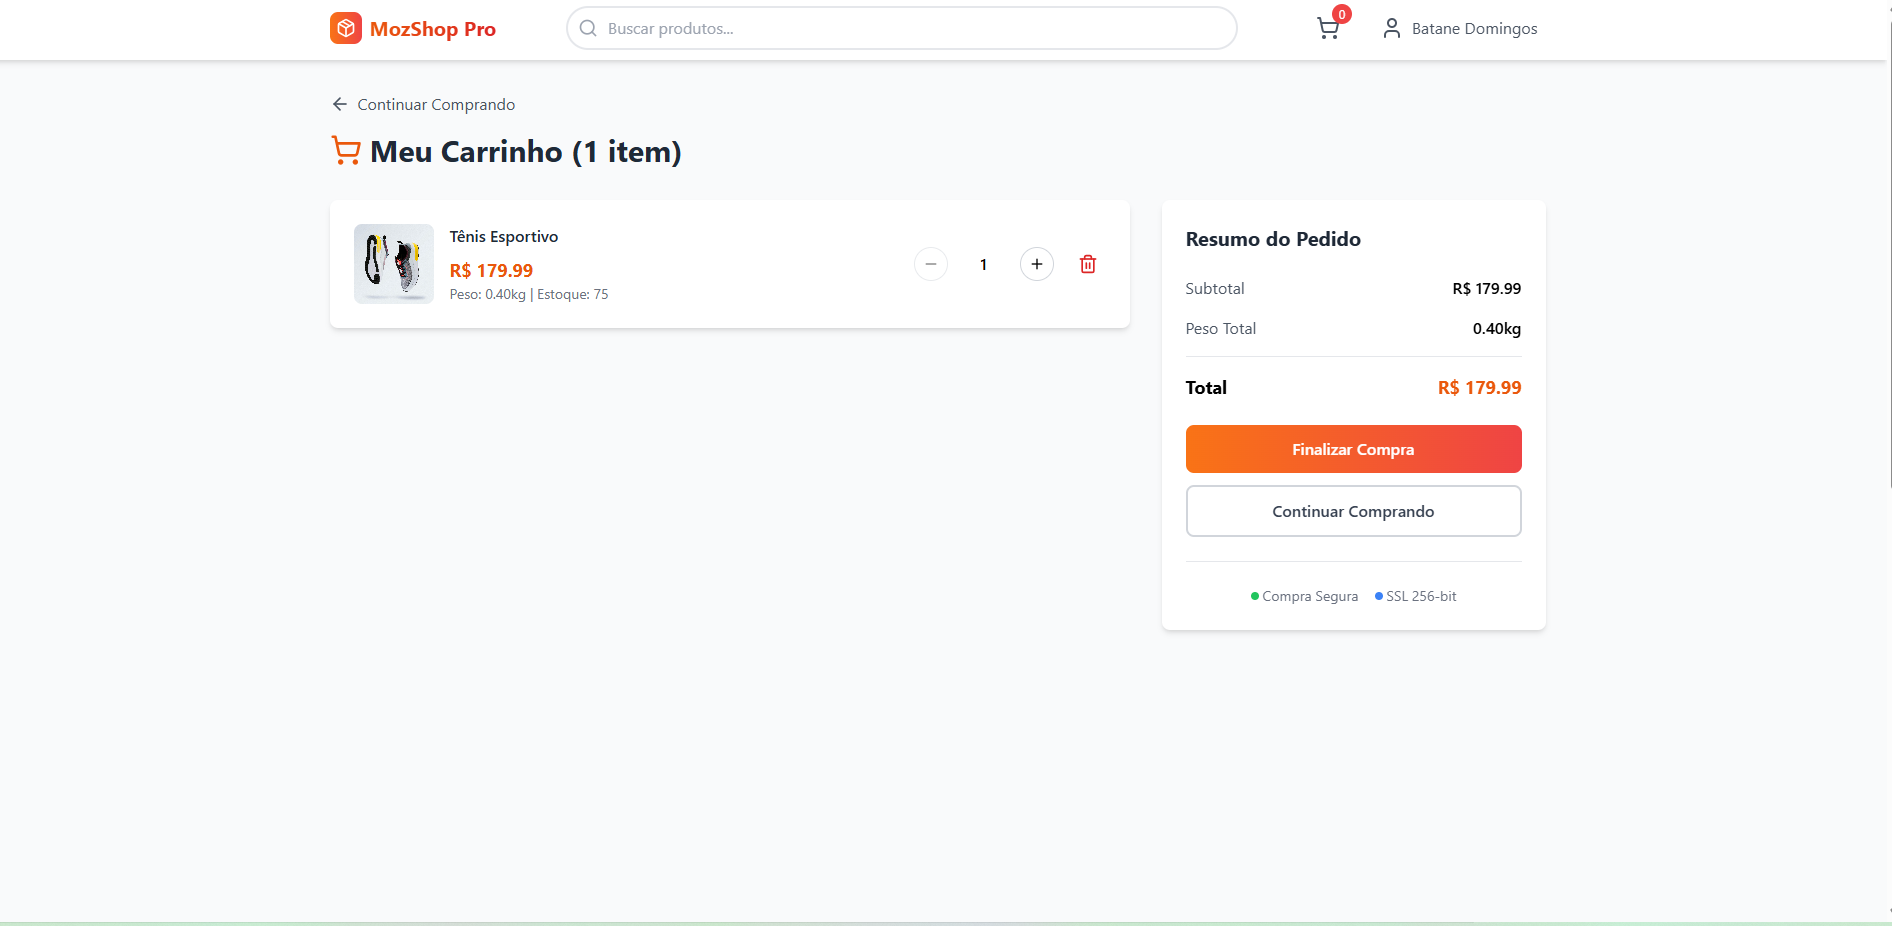 MozShop Pro
Buscar produtos...
0
Batane Domingos
Continuar Comprando
Meu Carrinho (1 item)
Tênis Esportivo
R$ 179.99
Peso: 0.40kg | Estoque: 75
1
Resumo do Pedido
Subtotal R$ 179.99
Peso Total 0.40kg
Total R$ 179.99
Finalizar Compra
Continuar Comprando
Compra Segura SSL 256-bit